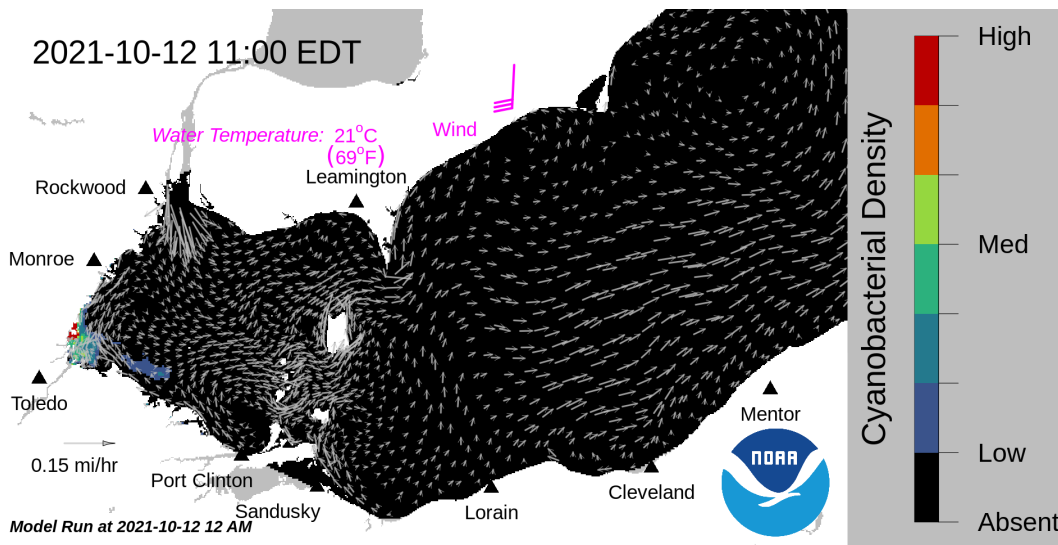 2021-10-12 11:00 EDT
High
Wind
Water Temperature: 21°C
(69°F)
Leamington
Rockwood
Monroe
Med
Cyanobacterial Density
Toledo
Mentor
0.15 mi/hr
Port Clinton
NOAA
Low
Cleveland
Sandusky
Lorain
Model Run at 2021-10-12 12 AM
Absent